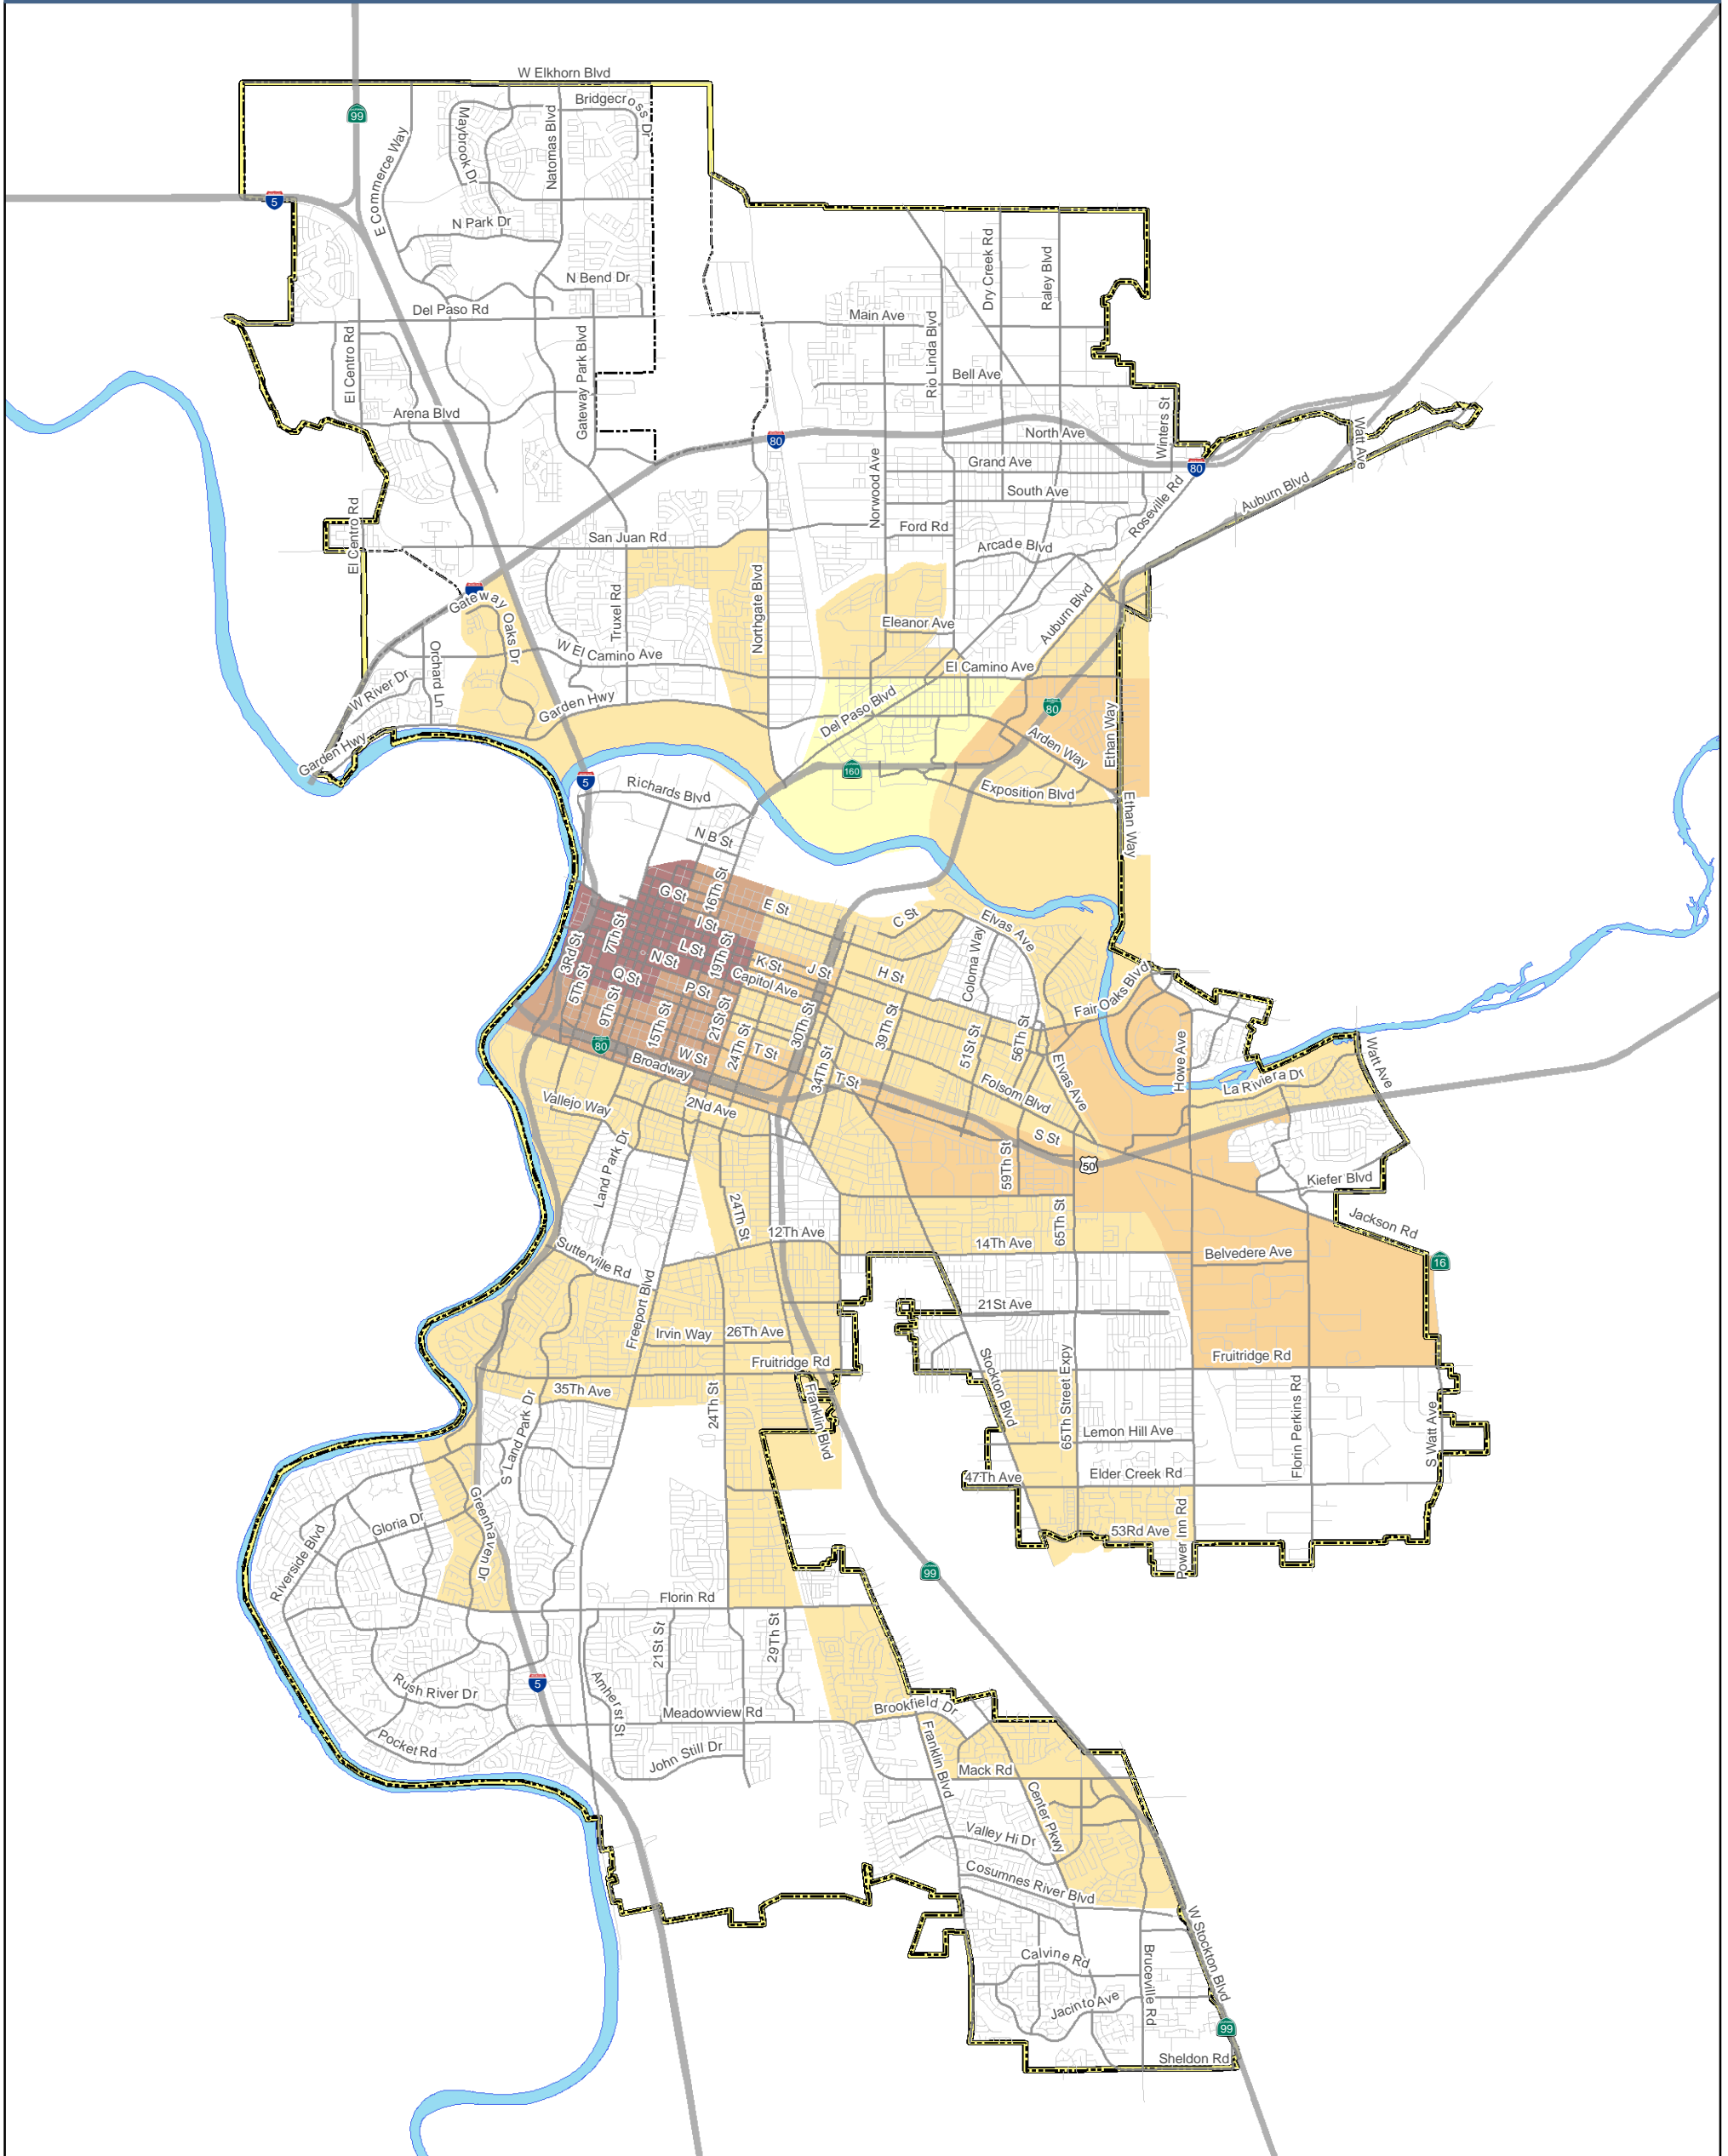 W Elkhorn Blvd
Bridgecross Dr
99
Maybrook Dr
Natomas Blvd
E Commerce Way
5
N Park Dr
Dry Creek Rd
Raley Blvd
N Bend Dr
Del Paso Rd
Main Ave
El Centro Rd
Gateway Park Blvd
Rio Linda Blvd
Bell Ave
Arena Blvd
Winters St
Watt Ave
80
North Ave
Grand Ave
80
South Ave
Norwood Ave
Roseville Rd
Auburn Blvd
El Centro Rd
Ford Rd
San Juan Rd
Arcade Blvd
Gateway Oaks Dr
Truxel Rd
Northgate Blvd
Eleanor Ave
Auburn Blvd
W El Camino Ave
El Camino Ave
Orchard Ln
W River Dr
Garden Hwy
Del Paso Blvd
80
Ethan Way
Arden Way
Garden Hwy
160
5
Richards Blvd
Exposition Blvd
Ethan Way
N B St
G St
16Th St
E St
I St
C St
Elvas Ave
7Th St
L St
3Rd St
N St
19Th St
K St
J St
H St
Coloma Way
5Th St
Q St
P St
Capitol Ave
Fair Oaks Blvd
9Th St
15Th St
21St St
24Th St
30Th St
39Th St
51St St
56Th St
80
Broadway
W St
T St
34Th St
T St
Elvas Ave
Howe Ave
La Riviera Dr
Watt Ave
Folsom Blvd
Vallejo Way
2Nd Ave
S St
Land Park Dr
59Th St
50
Kiefer Blvd
24Th St
65Th St
Jackson Rd
12Th Ave
14Th Ave
Belvedere Ave
16
Sutterville Rd
Freeport Blvd
21St Ave
Irvin Way
26Th Ave
Fruitridge Rd
Stockton Blvd
65Th Street Expy
Fruitridge Rd
35Th Ave
24Th St
Franklin Blvd
Florin Perkins Rd
S Watt Ave
S Land Park Dr
Lemon Hill Ave
47Th Ave
Elder Creek Rd
Greenhaven Dr
Gloria Dr
Power Inn Rd
53Rd Ave
Riverside Blvd
99
Florin Rd
21St St
29Th St
Rush River Dr
5
Amherst St
Meadowview Rd
Brookfield Dr
Pocket Rd
John Still Dr
Franklin Blvd
Mack Rd
Center Pkwy
Valley Hi Dr
Cosumnes River Blvd
W Stockton Blvd
Calvine Rd
Bruceville Rd
Jacinto Ave
99
Sheldon Rd